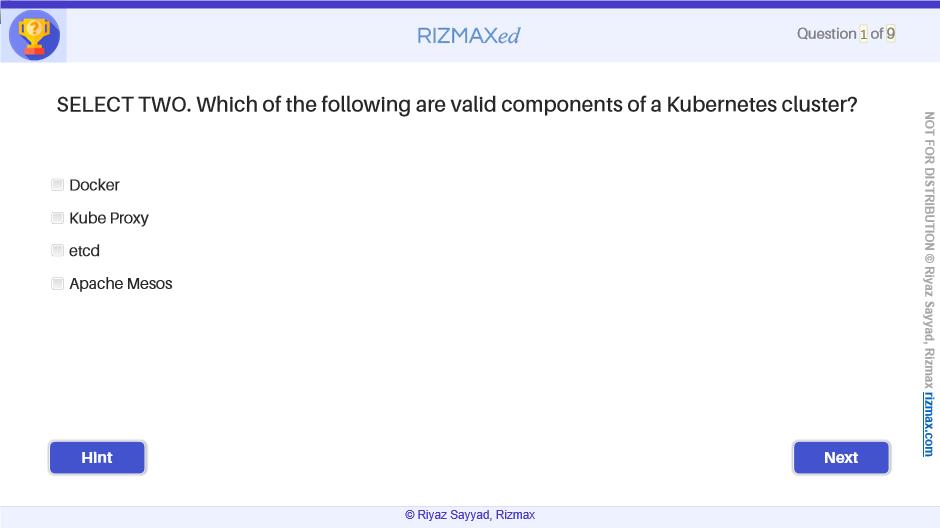 RIZMAXed
Question 1 of 9
SELECT TWO. Which of the following are valid components of a Kubernetes cluster?
Docker
Kube Proxy
etcd
Apache Mesos
Hint
Next
NOT FOR DISTRIBUTION © Riyaz Sayyad, Rizmax rizmax.com
© Riyaz Sayyad, Rizmax